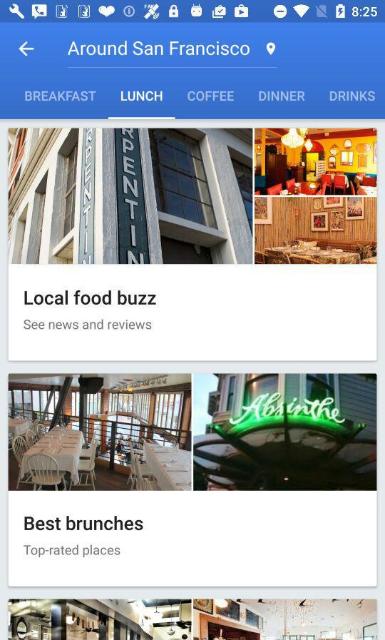 8:25
Around San Francisco
BREAKFAST LUNCH COFFEE DINNER DRINKS
RPENTIN
RPENTIN
Absinthe
Local food buzz
See news and reviews
Best brunches
Top-rated places